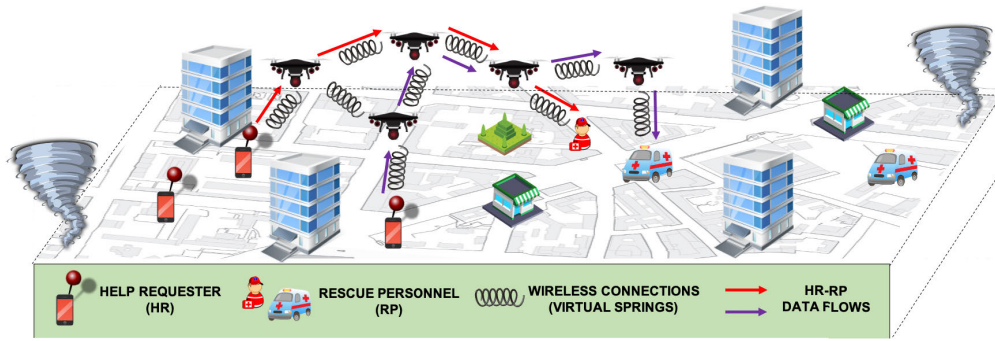 HELP REQUESTER
(HR)
RESCUE PERSONNEL
(RP)
WIRELESS CONNECTIONS
(VIRTUAL SPRINGS)
HR-RP
DATA FLOWS